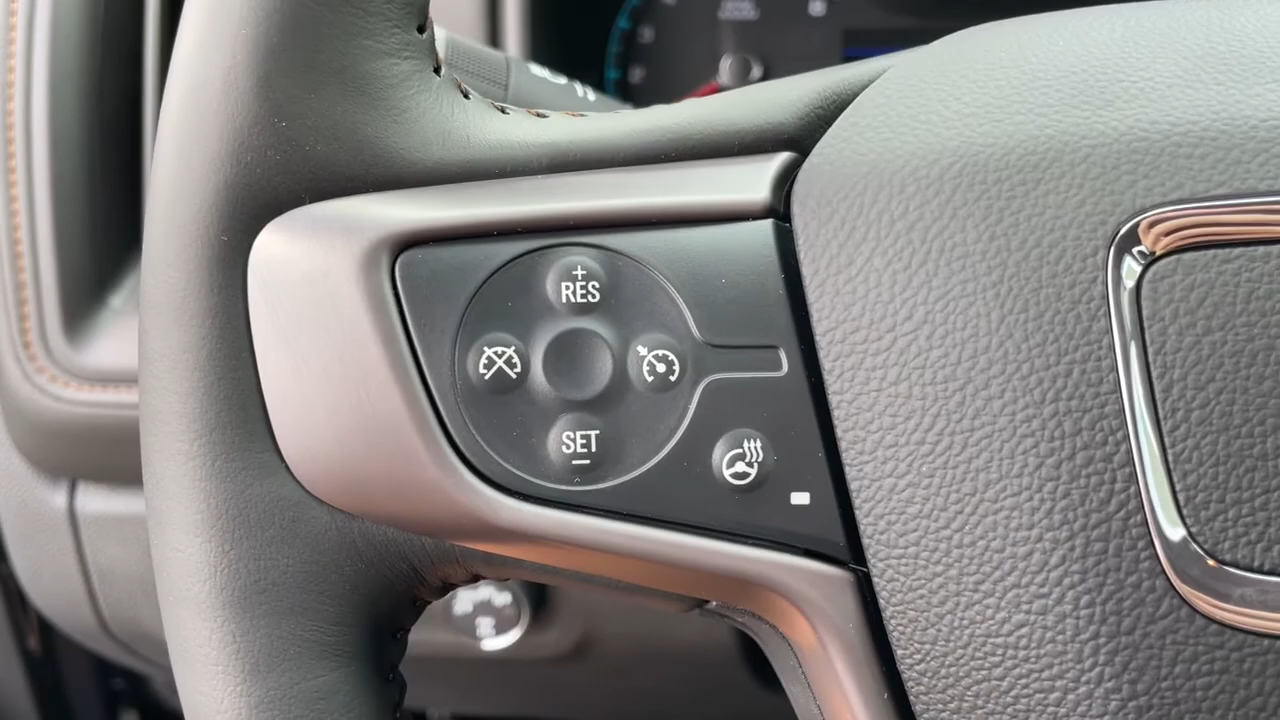 +
RES
SET
–